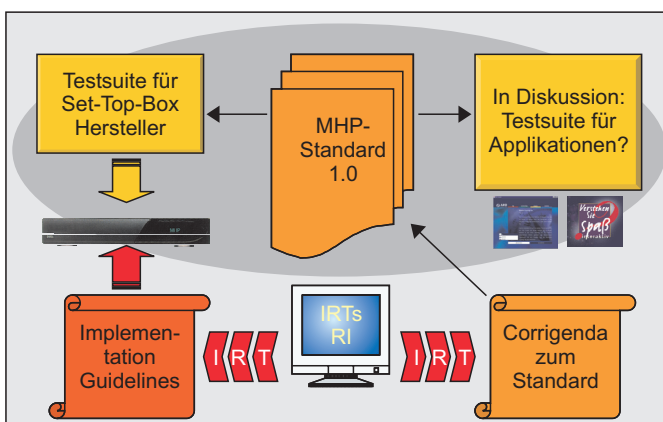 Testsuite für
Set-Top-Box
Hersteller
MHP-
Standard
1.0
In Diskussion:
Testsuite für
Applikationen?
Verstehen
Sie
Spaß
interaktiv
Implemen-
tation
Guidelines
I R T
IRTs
RI
I R T
Corrigenda
zum
Standard